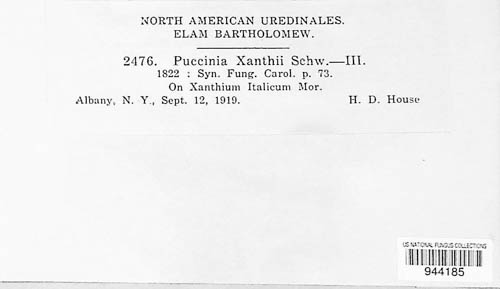 NORTH AMERICAN UREDINALES.
ELAM BARTHOLOMEW.
2476. Puccinia Xanthii Schw.—III.
1822 : Syn. Fung. Carol. p. 73.
On Xanthium Italicum Mor.
Albany, N. Y., Sept. 12, 1919. H. D. House
US NATIONAL FUNGUS COLLECTIONS
944185